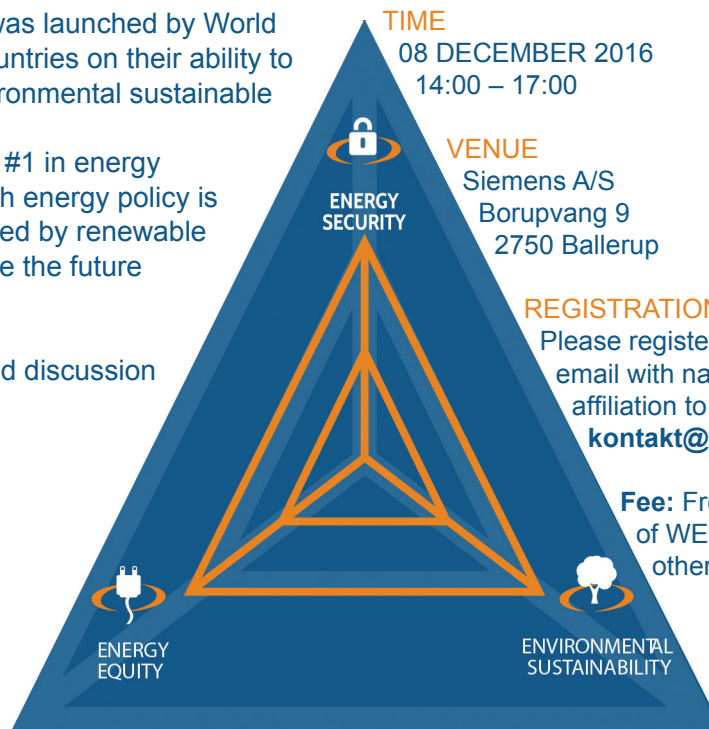 was launched by World
untries on their ability to
ronmental sustainable
#1 in energy
h energy policy is
ed by renewable
e the future
d discussion
TIME
08 DECEMBER 2016
14:00 – 17:00
VENUE
Siemens A/S
Borupvang 9
2750 Ballerup
REGISTRATION
Please registe
email with na
affiliation to
kontakt@
Fee: Fre
of WE
other
ENERGY
SECURITY
ENERGY
EQUITY
ENVIRONMENTAL
SUSTAINABILITY